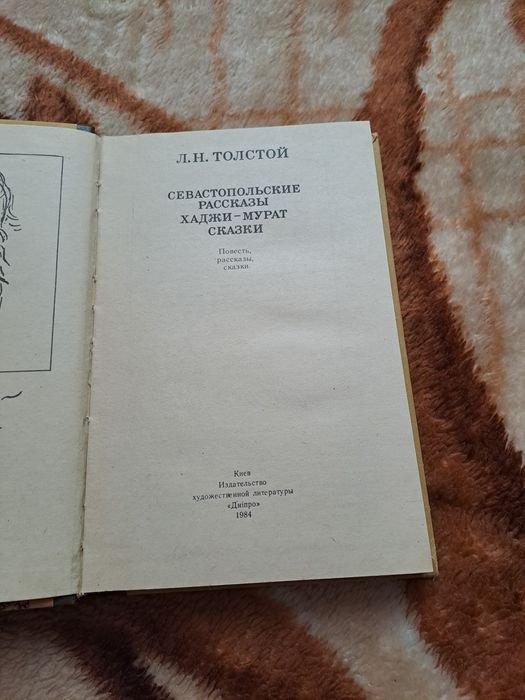 Л.Н. ТОЛСТОЙ
СЕВАСТОПОЛЬСКИЕ
РАССКАЗЫ
ХАДЖИ-МУРАТ
СКАЗКИ
Повесть,
рассказы,
сказки
Киев
Издательство
художественной литературы
«Дніпро»
1984